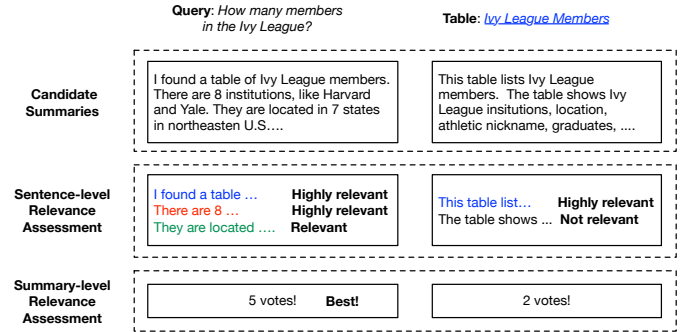 Query: How many members
in the Ivy League?
Table: Ivy League Members
Candidate
Summaries
I found a table of Ivy League members.
There are 8 institutions, like Harvard
and Yale. They are located in 7 states
in northeasten U.S....
This table lists Ivy League
members. The table shows Ivy
League insitutions, location,
athletic nickname, graduates, ....
Sentence-level
Relevance
Assessment
I found a table ... Highly relevant
There are 8 ... Highly relevant
They are located .... Relevant
This table list... Highly relevant
The table shows ... Not relevant
Summary-level
Relevance
Assessment
5 votes! Best!
2 votes!